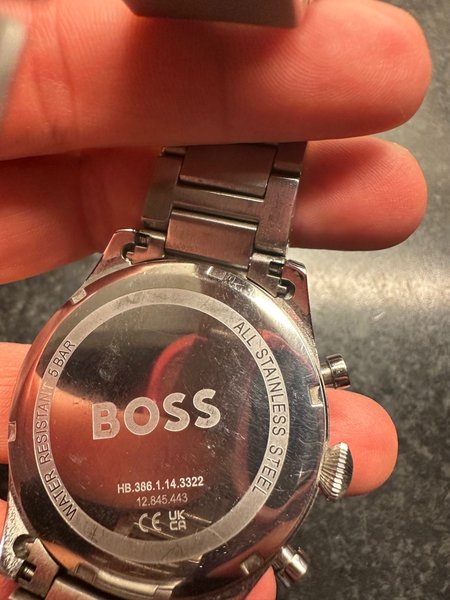 BOSS
HB.386.1.14.3322
12.845.443
CE UK
CA
WATER RESISTANT 5 BAR
ALL STAINLESS STEEL